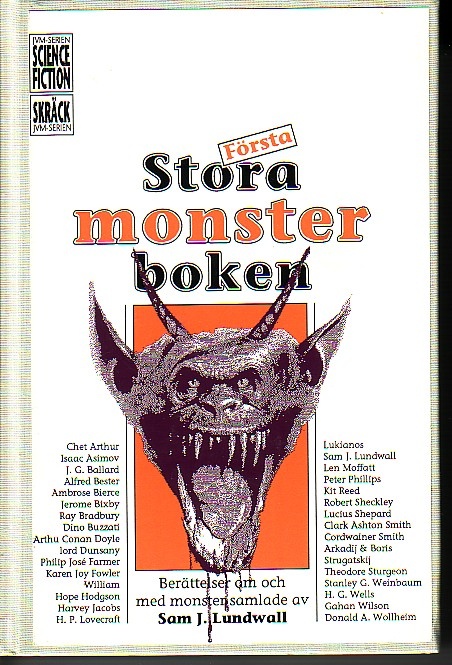 JVM-SERIEN
SCIENCE
FICTION
SKRÄCK
JVM-SERIEN
Första
Stora
monster
boken
Chet Arthur
Isaac Asimov
J. G. Ballard
Alfred Bester
Ambrose Bierce
Jerome Bixby
Ray Bradbury
Dino Buzzati
Arthu Conan Doyle
lord Dunsany
Philip José Farmer
Karen Joy Fowler
William
Hope Hodgson
Harvey Jacobs
H. P. Lovecraft
Lukianos
Sam J. Lundwall
Len Moffatt
Peter Phillips
Kit Reed
Robert Sheckley
Lucius Shepard
Clark Ashton Smith
Cordwainer Smith
Arkadij & Boris
Strugatskij
Theodore Sturgeon
Stanley G. Weinbaum
H. G. Wells
Gahan Wilson
Donald A. Wollheim
Berättelser om och
med monster samlade av
Sam J. Lundwall